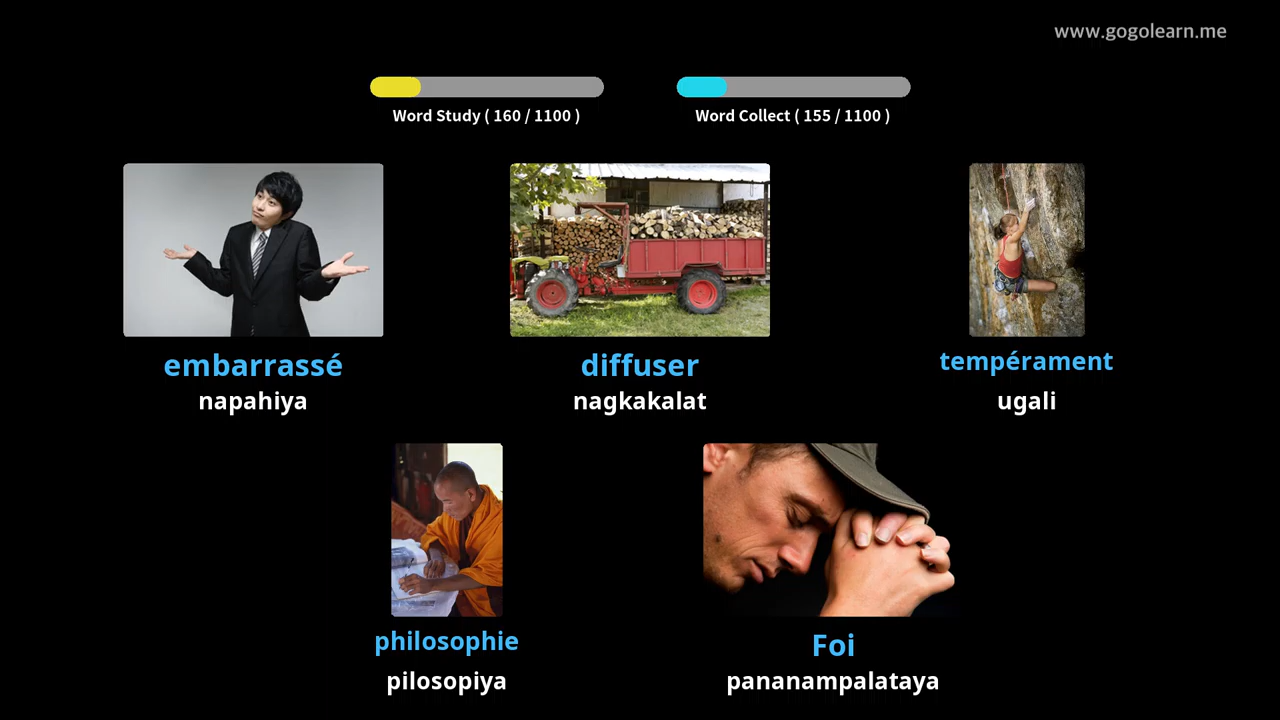 www.gogolearn.me
Word Study ( 160 / 1100 )
Word Collect ( 155 / 1100 )
embarrassé
napahiya
diffuser
nagkakalat
tempérament
ugali
philosophie
pilosopiya
Foi
pananampalataya